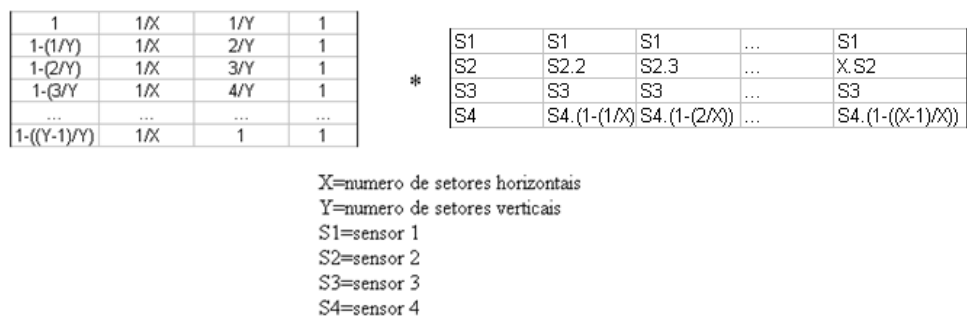 1 1/X 1/Y 1
1-(1/Y) 1/X 2/Y 1
1-(2/Y) 1/X 3/Y 1
1-(3/Y 1/X 4/Y 1
... ... ... ...
1-((Y-1)/Y) 1/X 1 1
*
S1 S1 S1 ... S1
S2 S2.2 S2.3 ... X.S2
S3 S3 S3 ... S3
S4 S4.(1-(1/X) S4.(1-(2/X)) ... S4.(1-((X-1)/X))
X=numero de setores horizontais
Y=numero de setores verticais
S1=sensor 1
S2=sensor 2
S3=sensor 3
S4=sensor 4